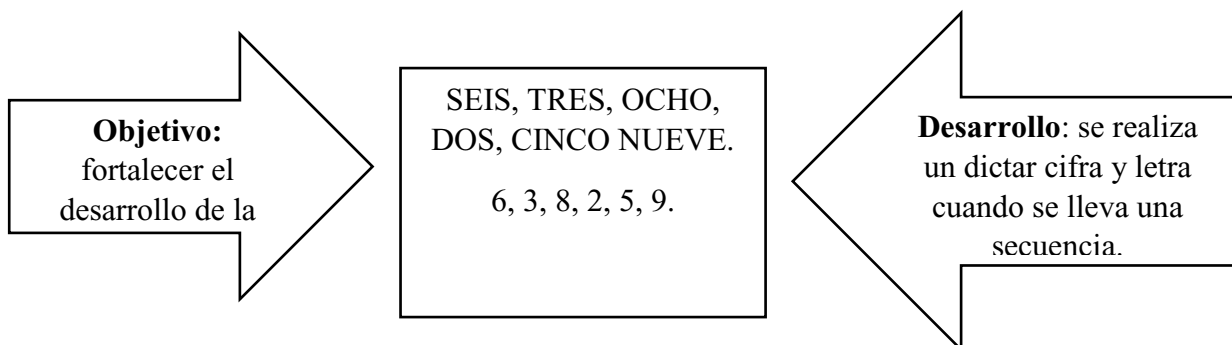 Objetivo:
fortalecer el
desarrollo de la
SEIS, TRES, OCHO,
DOS, CINCO NUEVE.
6, 3, 8, 2, 5, 9.
Desarrollo: se realiza
un dictar cifra y letra
cuando se lleva una
secuencia.